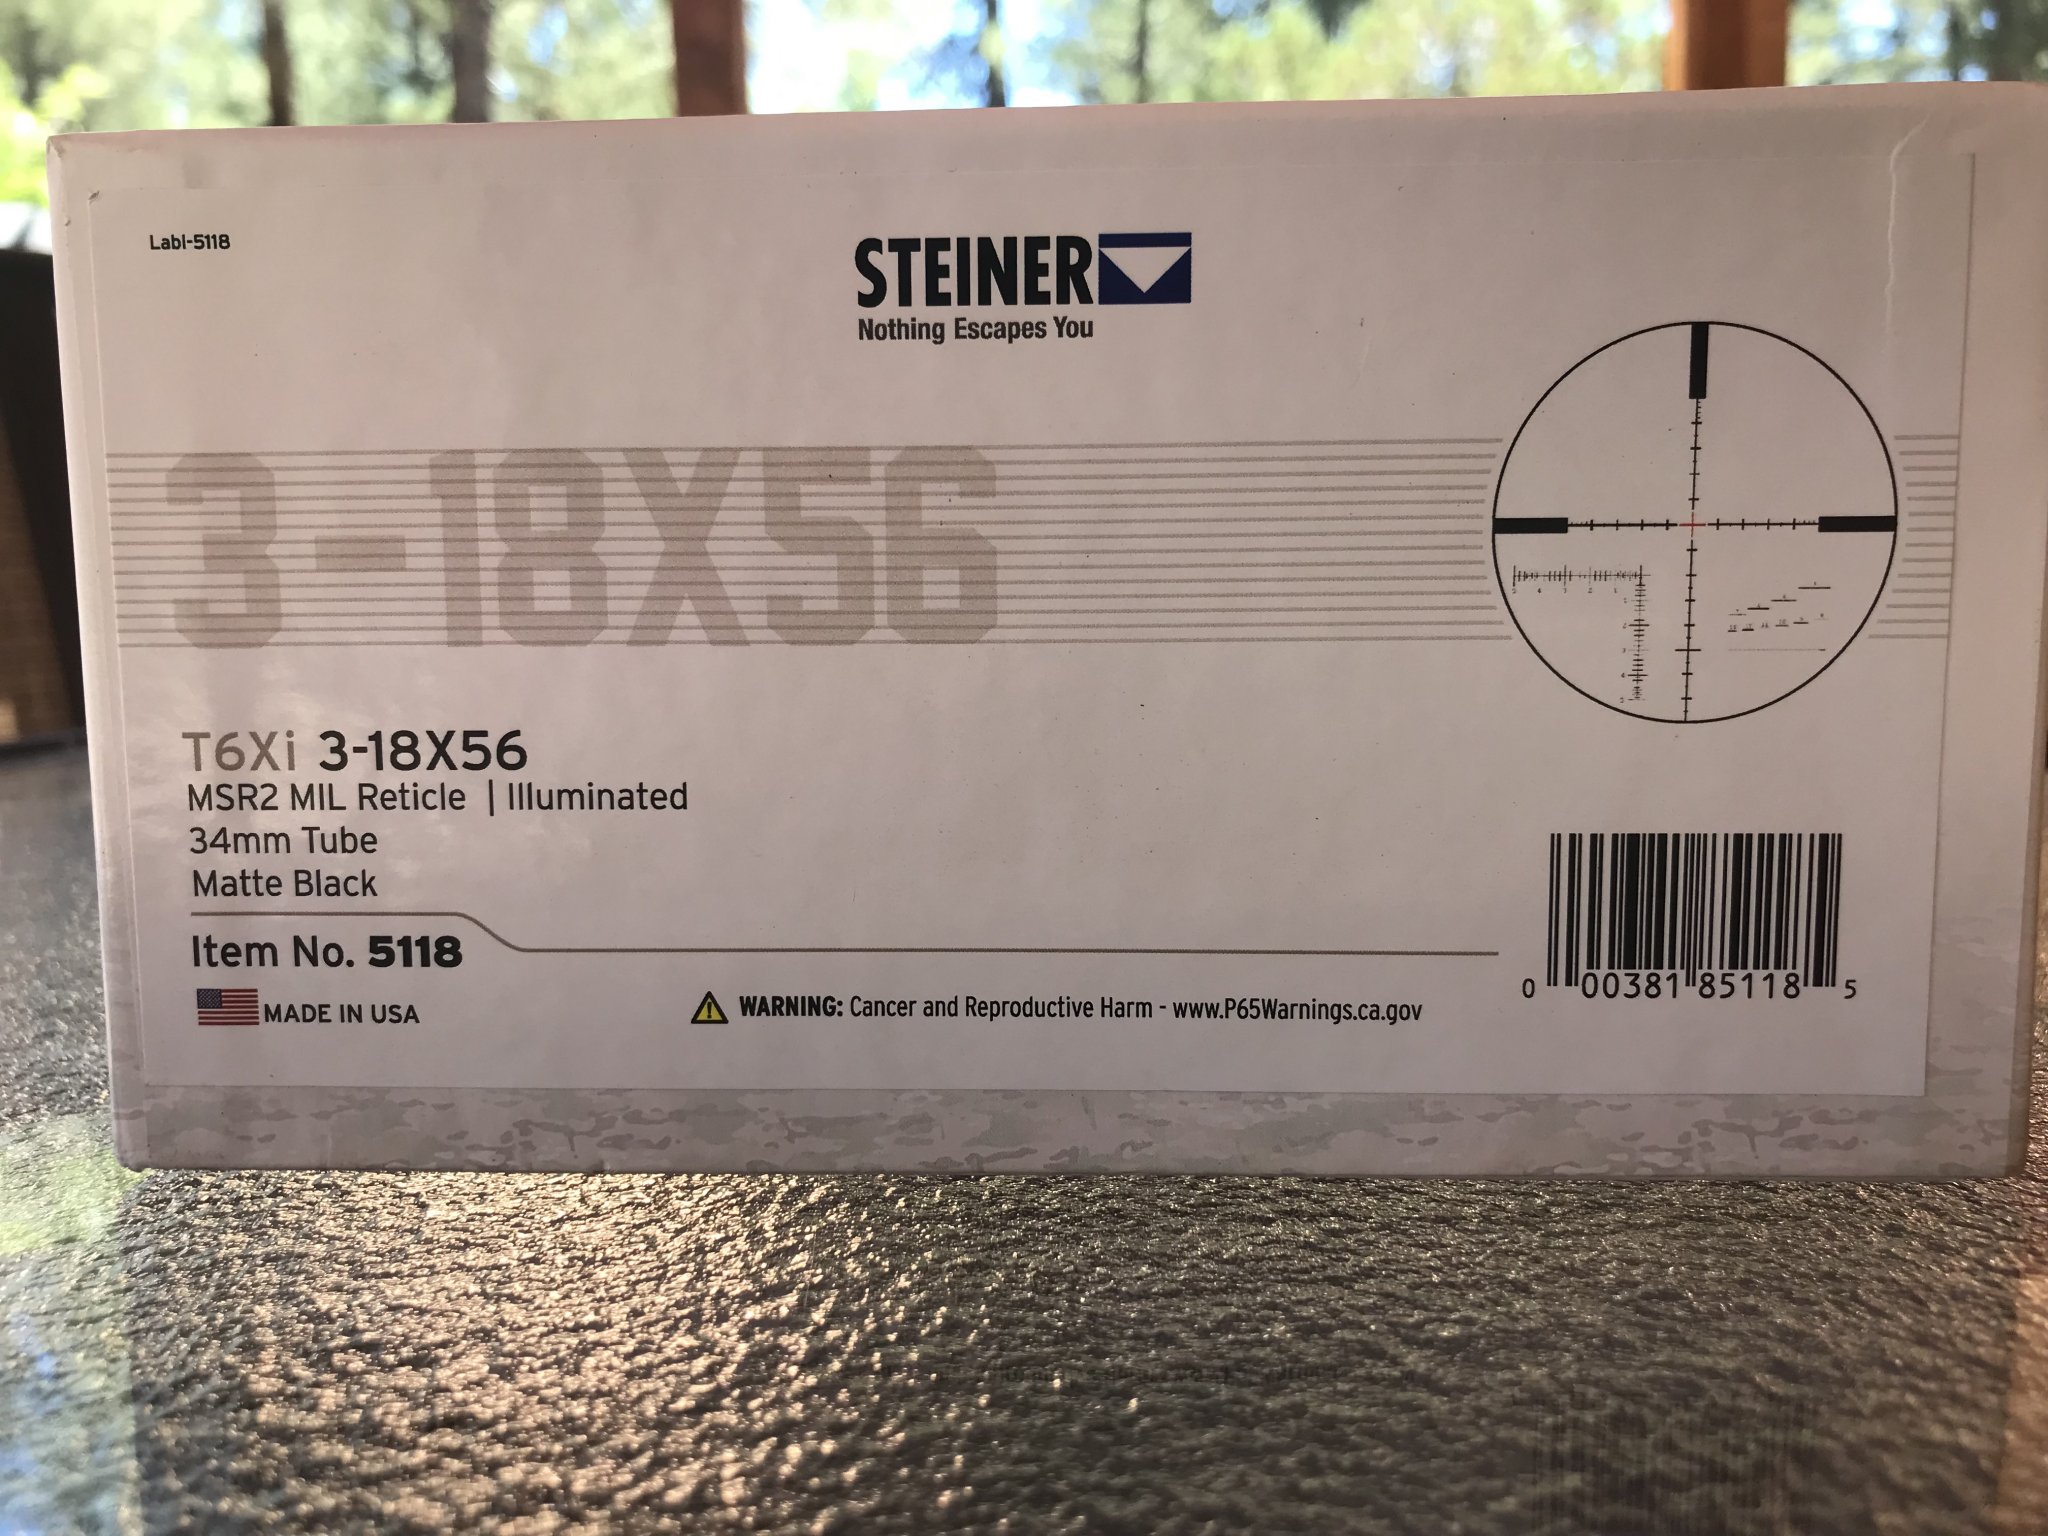 Labl-5118
STEINER
Nothing Escapes You
3-18X56
T6Xi 3-18X56
MSR2 MIL Reticle | Illuminated
34mm Tube
Matte Black
Item No. 5118
MADE IN USA
WARNING: Cancer and Reproductive Harm - www.P65Warnings.ca.gov
0 00381 85118 5